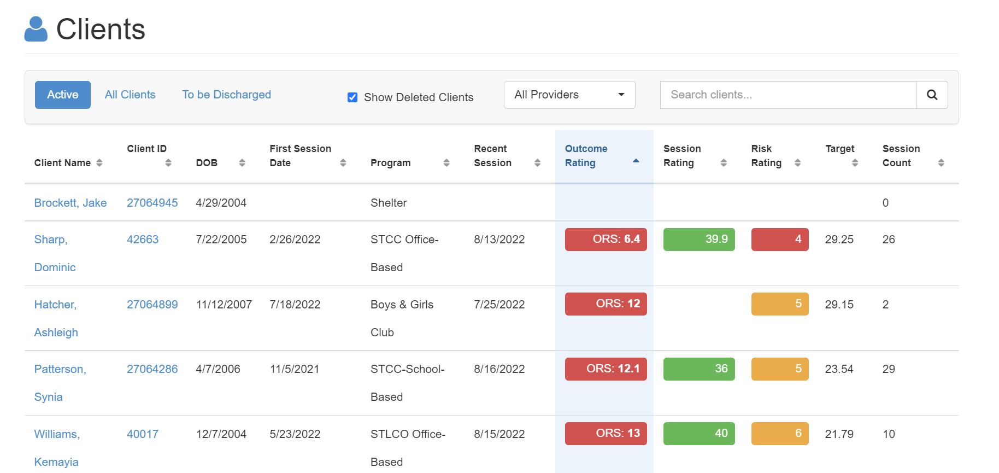 Clients
Active All Clients To be Discharged Show Deleted Clients All Providers Search clients...
Client Name Client ID DOB First Session Date Program Recent Session Outcome Rating Session Rating Risk Rating Target Session Count
Brockett, Jake 27064945 4/29/2004 Shelter 0
Sharp, 42663 7/22/2005 2/26/2022 STCC Office- 8/13/2022 ORS: 6.4 39.9 4 29.25 26
Dominic Based
Hatcher, 27064899 11/12/2007 7/18/2022 Boys & Girls 7/25/2022 ORS: 12 5 29.15 2
Ashleigh Club
Patterson, 27064286 4/7/2006 11/5/2021 STCC-School- 8/16/2022 ORS: 12.1 36 5 23.54 29
Synia Based
Williams, 40017 12/7/2004 5/23/2022 STLCO Office- 8/15/2022 ORS: 13 40 6 21.79 10
Kemayia Based